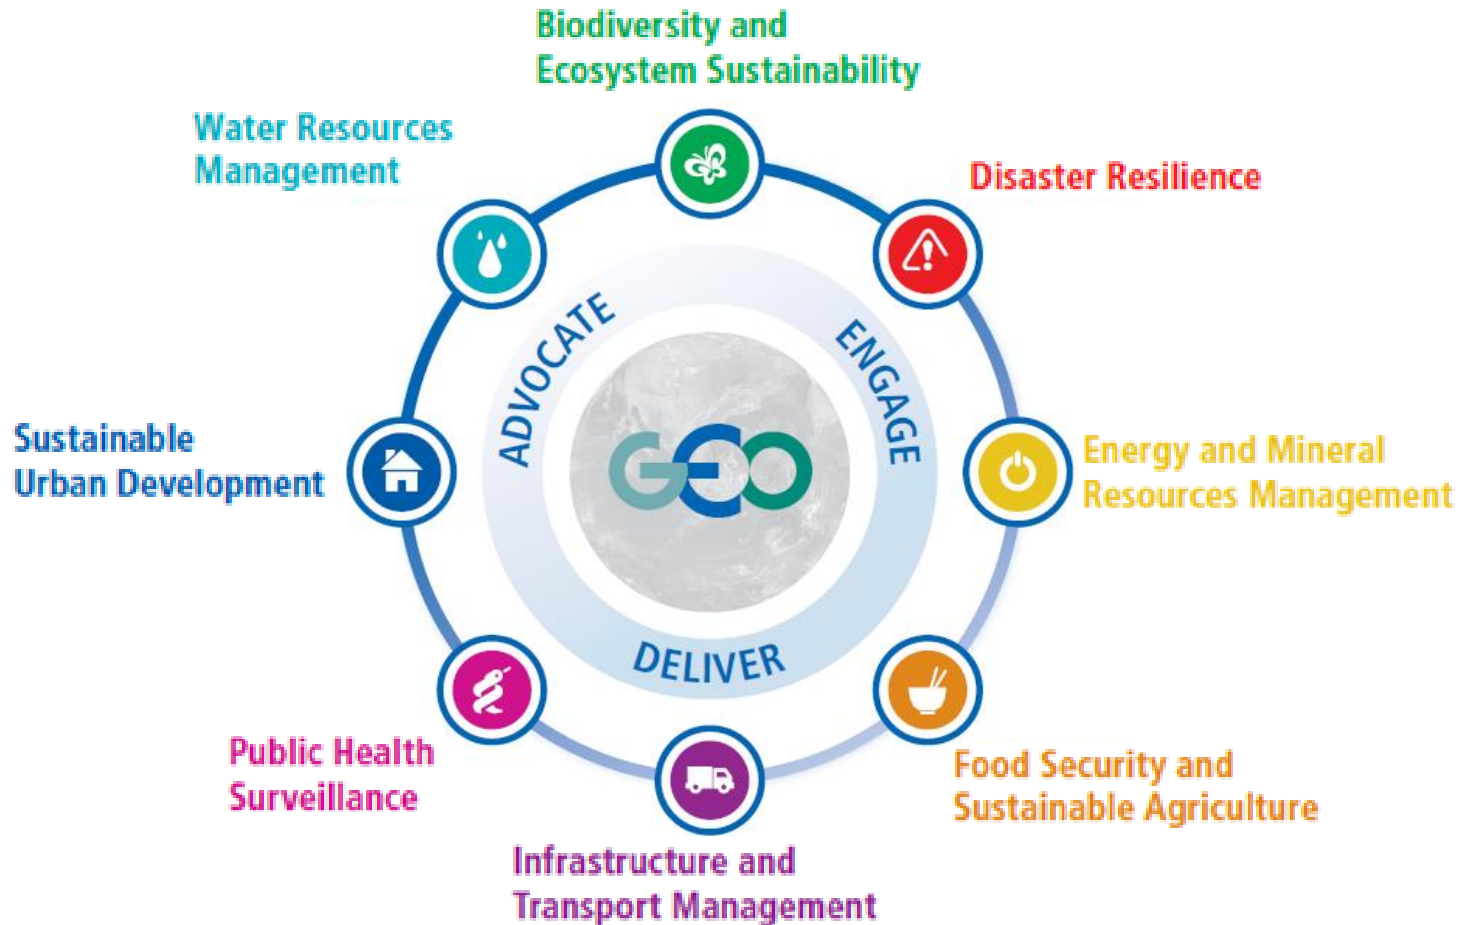 Biodiversity and
Ecosystem Sustainability
Water Resources
Management
Disaster Resilience
ADVOCATE
ENGAGE
GEO
Sustainable
Urban Development
Energy and Mineral
Resources Management
DELIVER
Public Health
Surveillance
Food Security and
Sustainable Agriculture
Infrastructure and
Transport Management